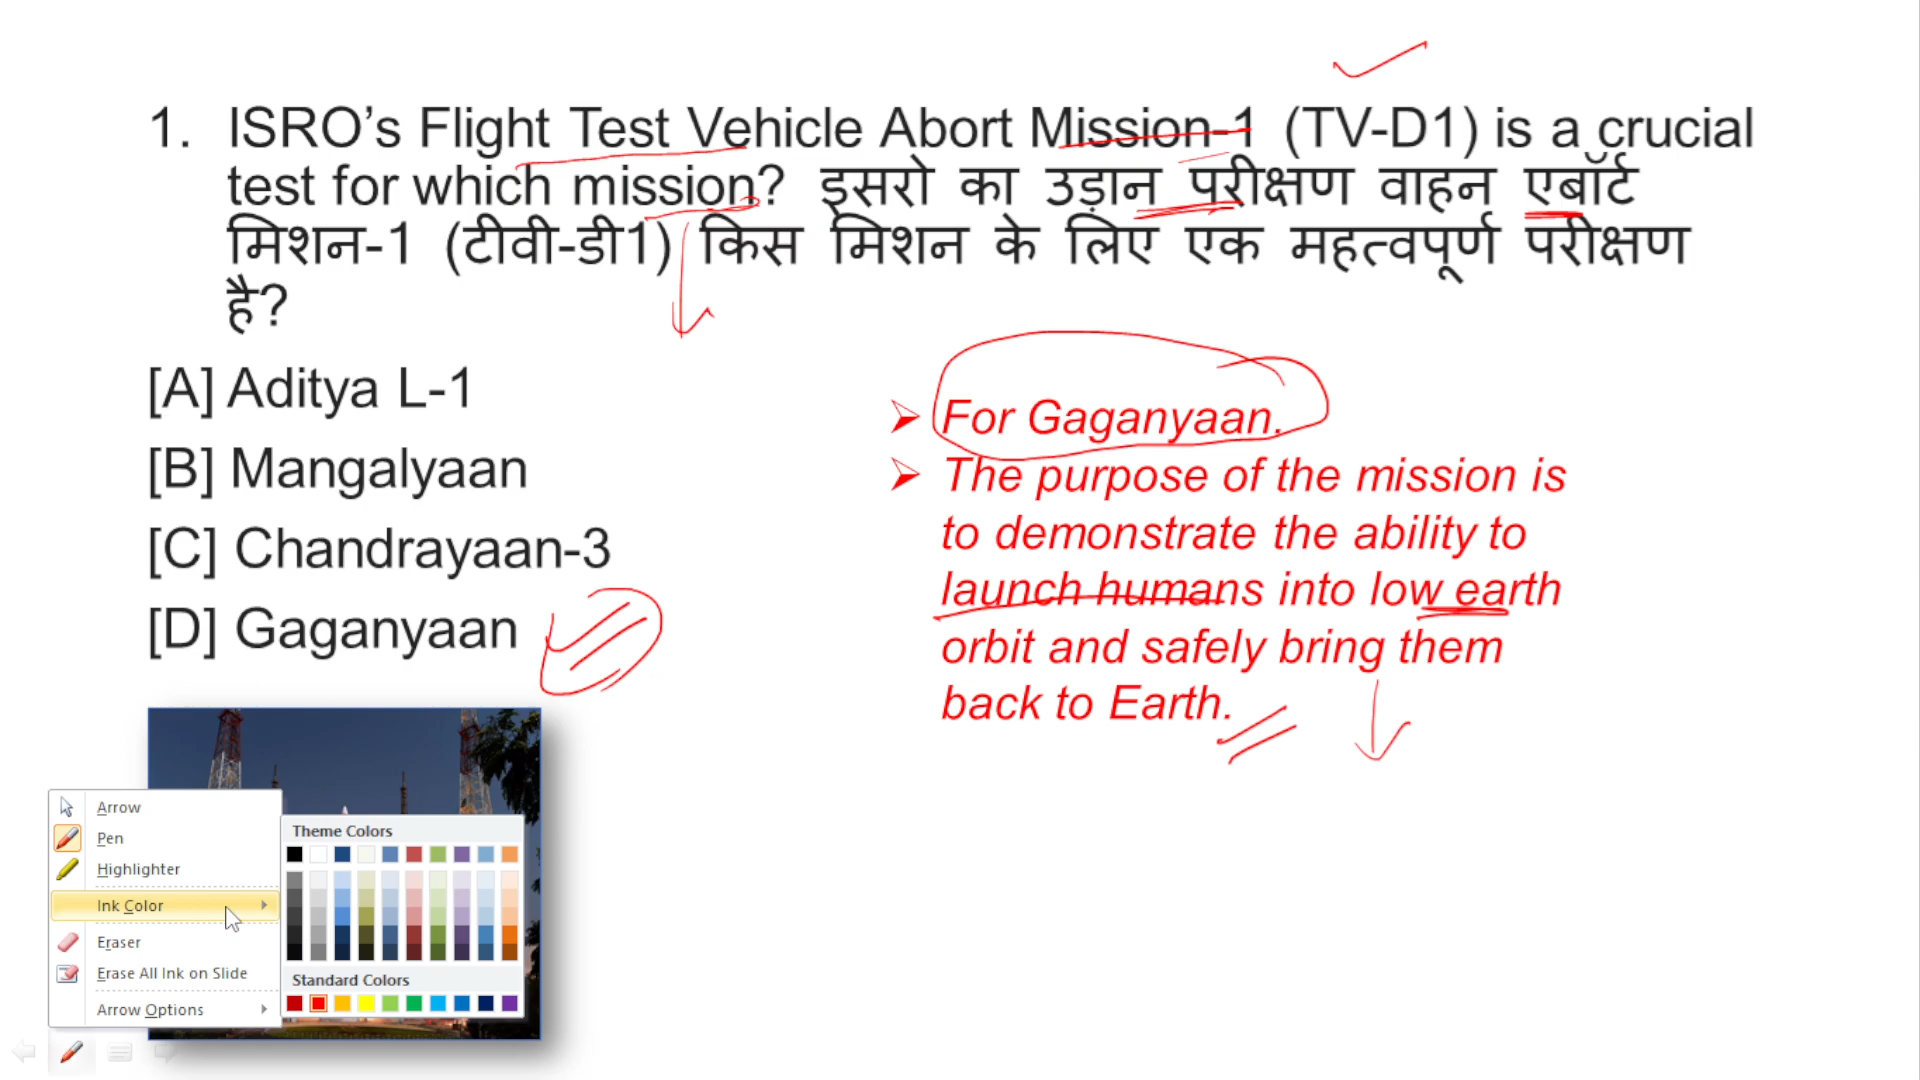 1. ISRO’s Flight Test Vehicle Abort Mission-1 (TV-D1) is a crucial
test for which mission? इसरो का उड़ान परीक्षण वाहन एबॉर्ट
मिशन-1 (टीवी-डी1) किस मिशन के लिए एक महत्वपूर्ण परीक्षण
है?
[A] Aditya L-1
[B] Mangalyaan
[C] Chandrayaan-3
[D] Gaganyaan
For Gaganyaan.
The purpose of the mission is
to demonstrate the ability to
launch humans into low earth
orbit and safely bring them
back to Earth.
Arrow
Pen
Highlighter
Ink Color
Eraser
Erase All Ink on Slide
Arrow Options
Theme Colors
Standard Colors